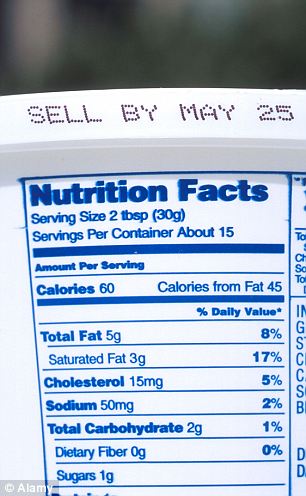 SELL BY MAY 25
Nutrition Facts
Serving Size 2 tbsp (30g)
Servings Per Container About 15
Amount Per Serving
Calories 60 Calories from Fat 45
% Daily Value*
Total Fat 5g 8%
Saturated Fat 3g 17%
Cholesterol 15mg 5%
Sodium 50mg 2%
Total Carbohydrate 2g 1%
Dietary Fiber 0g 0%
Sugars 1g
© Alamy